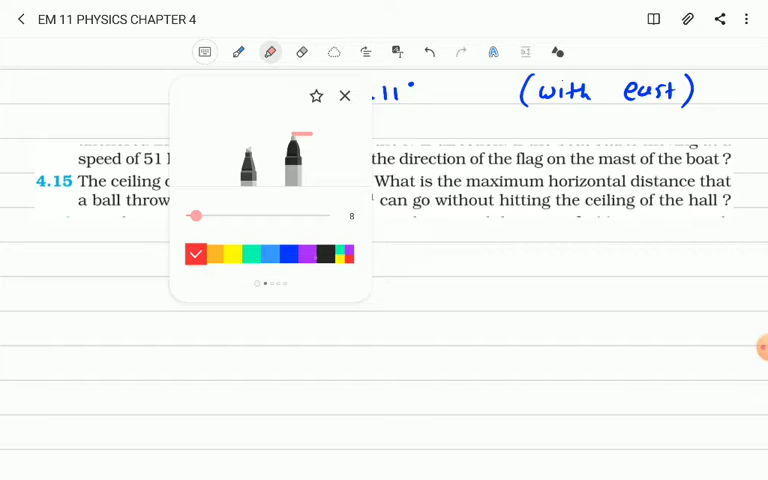 EM 11 PHYSICS CHAPTER 4
.11° (with east)
speed of 51 the direction of the flag on the mast of the boat ?
4.15 The ceiling What is the maximum horizontal distance that
a ball throw can go without hitting the ceiling of the hall ?
8